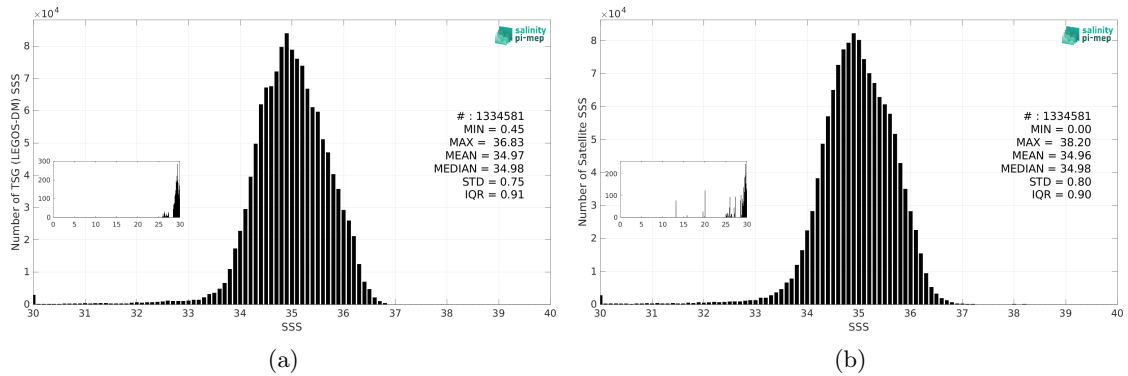 ×10⁴
salinity
pi-mep
Number of TSG (LEGOS-DM) SSS
8
7
6
5
4
3
2
1
0
# : 1334581
MIN = 0.45
MAX = 36.83
MEAN = 34.97
MEDIAN = 34.98
STD = 0.75
IQR = 0.91
300
200
100
0
0 5 10 15 20 25 30
30 31 32 33 34 35 36 37 38 39 40
SSS
(a)
×10⁴
salinity
pi-mep
Number of Satellite SSS
8
7
6
5
4
3
2
1
0
# : 1334581
MIN = 0.00
MAX = 38.20
MEAN = 34.96
MEDIAN = 34.98
STD = 0.80
IQR = 0.90
200
100
0
0 5 10 15 20 25 30
30 31 32 33 34 35 36 37 38 39 40
SSS
(b)